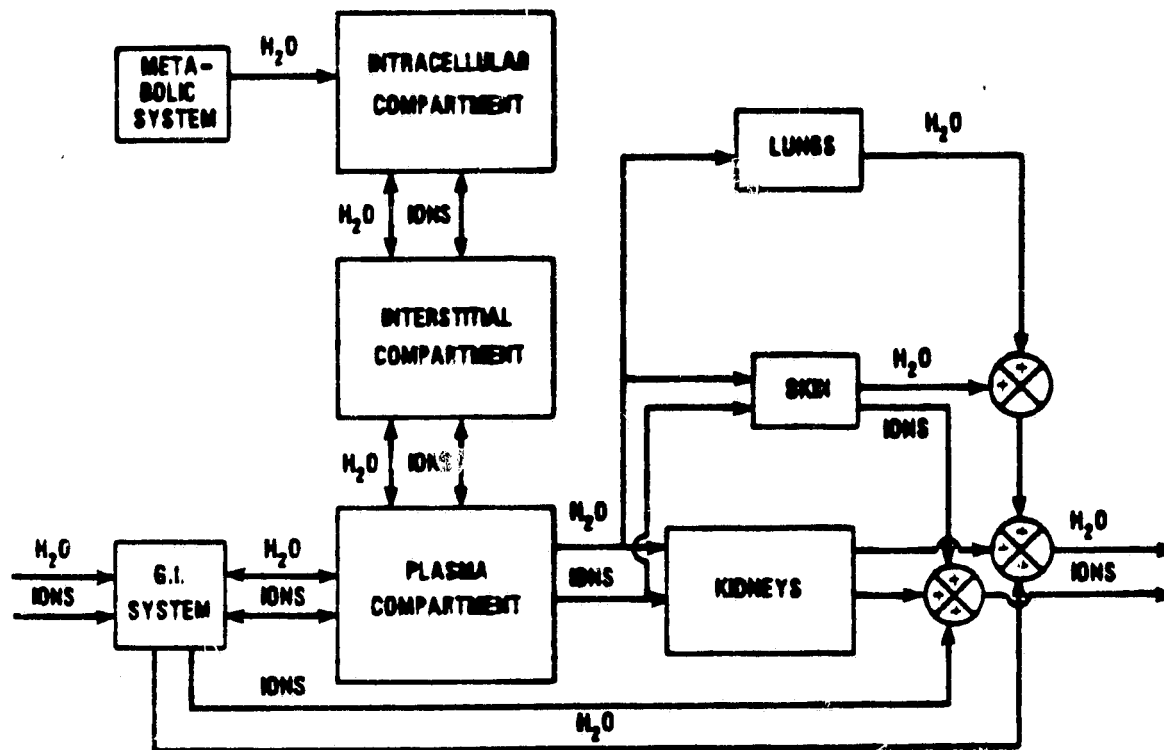 H₂O
META-
BOLIC
SYSTEM
INTRACELLULAR
COMPARTMENT
H₂O
IONS
INTERSTITIAL
COMPARTMENT
H₂O
IONS
LUNGS
H₂O
SKIN
H₂O
IONS
H₂O
IONS
G.I.
SYSTEM
H₂O
IONS
PLASMA
COMPARTMENT
H₂O
IONS
KIDNEYS
H₂O
IONS
IONS
H₂O